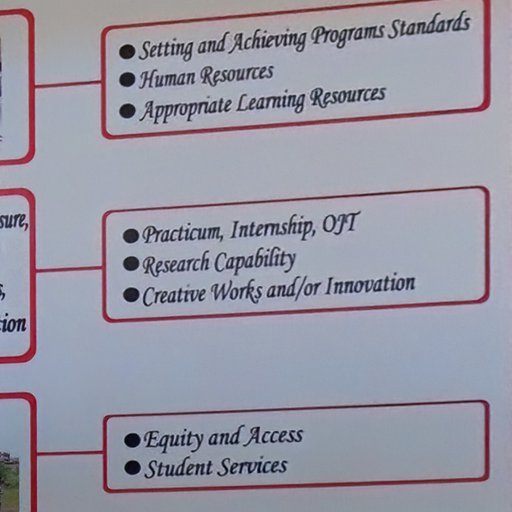 ● Setting and Achieving Programs Standards
● Human Resources
● Appropriate Learning Resources
sure,
● Practicum, Internship, OJT
● Research Capability
● Creative Works and/or Innovation
tion
● Equity and Access
● Student Services